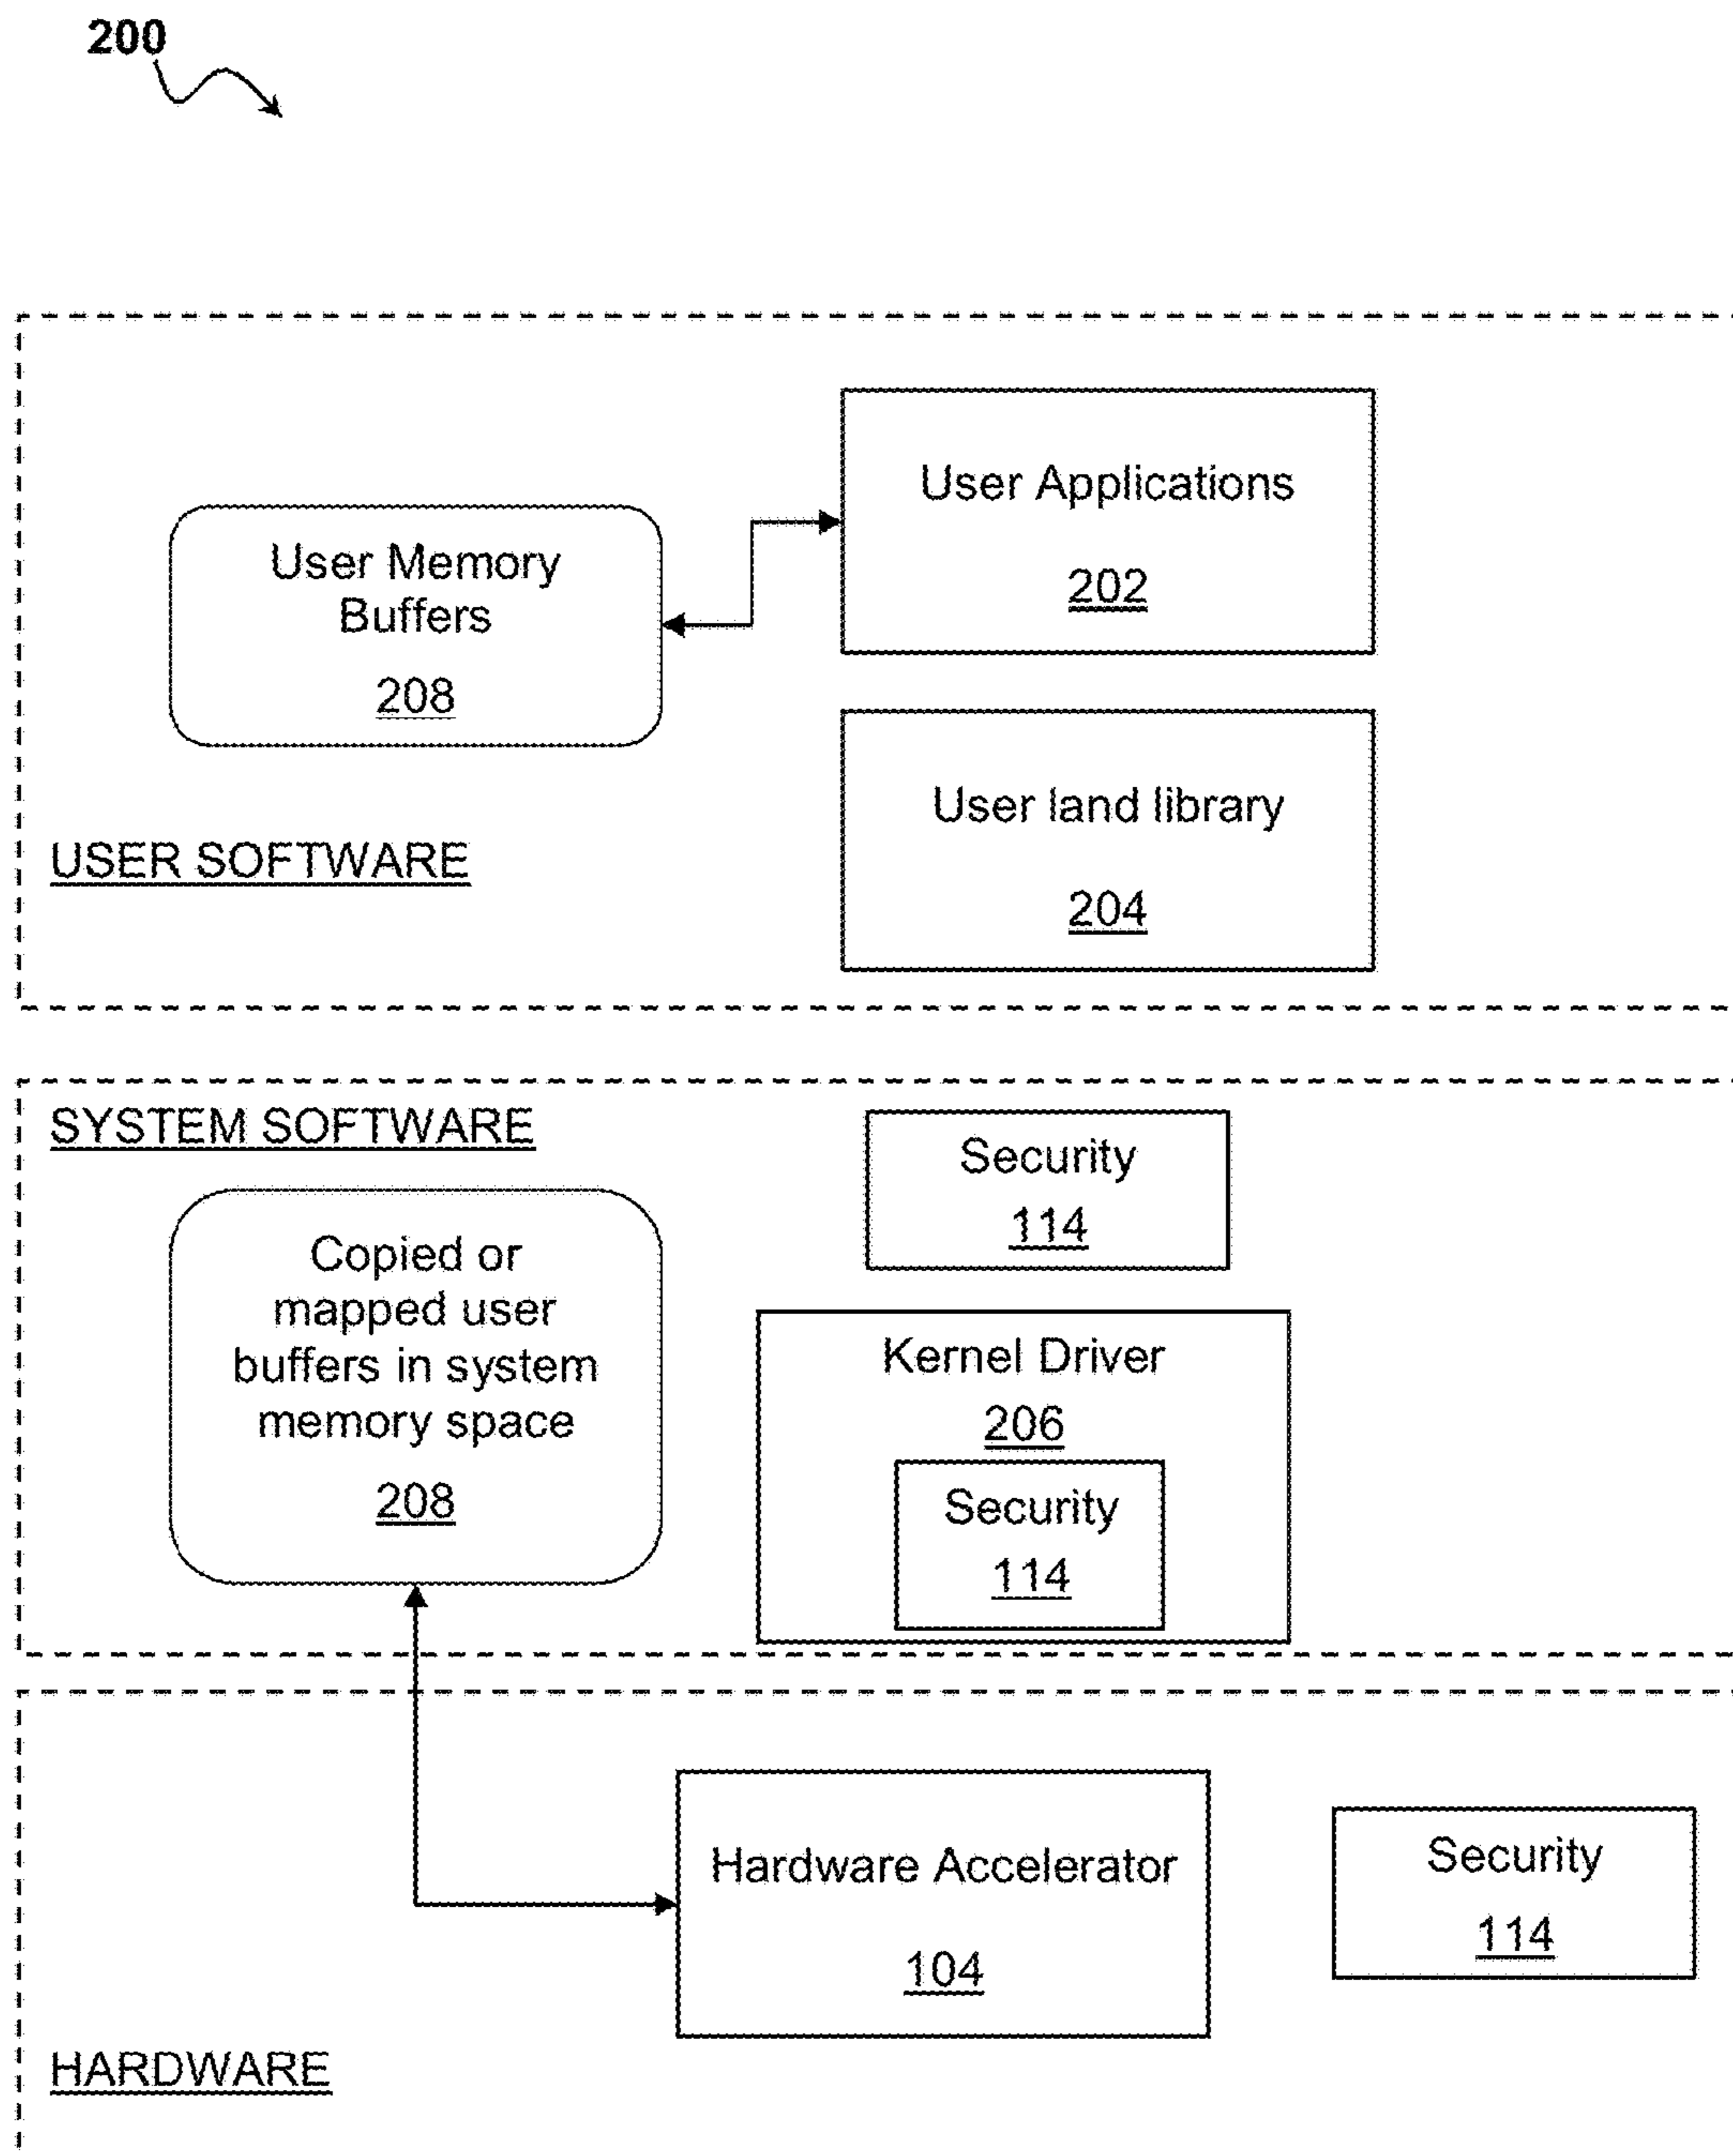 200
User Applications
202
User Memory
Buffers
208
User land library
204
USER SOFTWARE
SYSTEM SOFTWARE
Security
114
Copied or
mapped user
buffers in system
memory space
208
Kernel Driver
206
Security
114
Hardware Accelerator
104
Security
114
HARDWARE